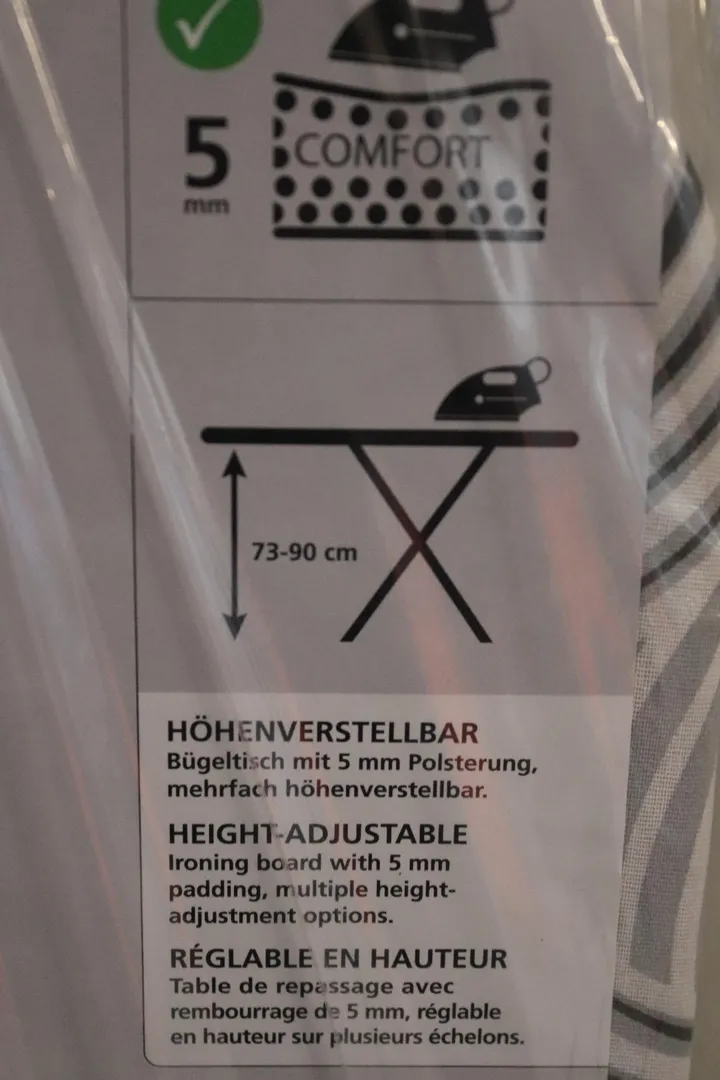 5
mm
COMFORT
73-90 cm
HÖHENVERSTELLBAR
Bügeltisch mit 5 mm Polsterung,
mehrfach höhenverstellbar.
HEIGHT-ADJUSTABLE
Ironing board with 5 mm
padding, multiple height-
adjustment options.
RÉGLABLE EN HAUTEUR
Table de repassage avec
rembourrage de 5 mm, réglable
en hauteur sur plusieurs échelons.